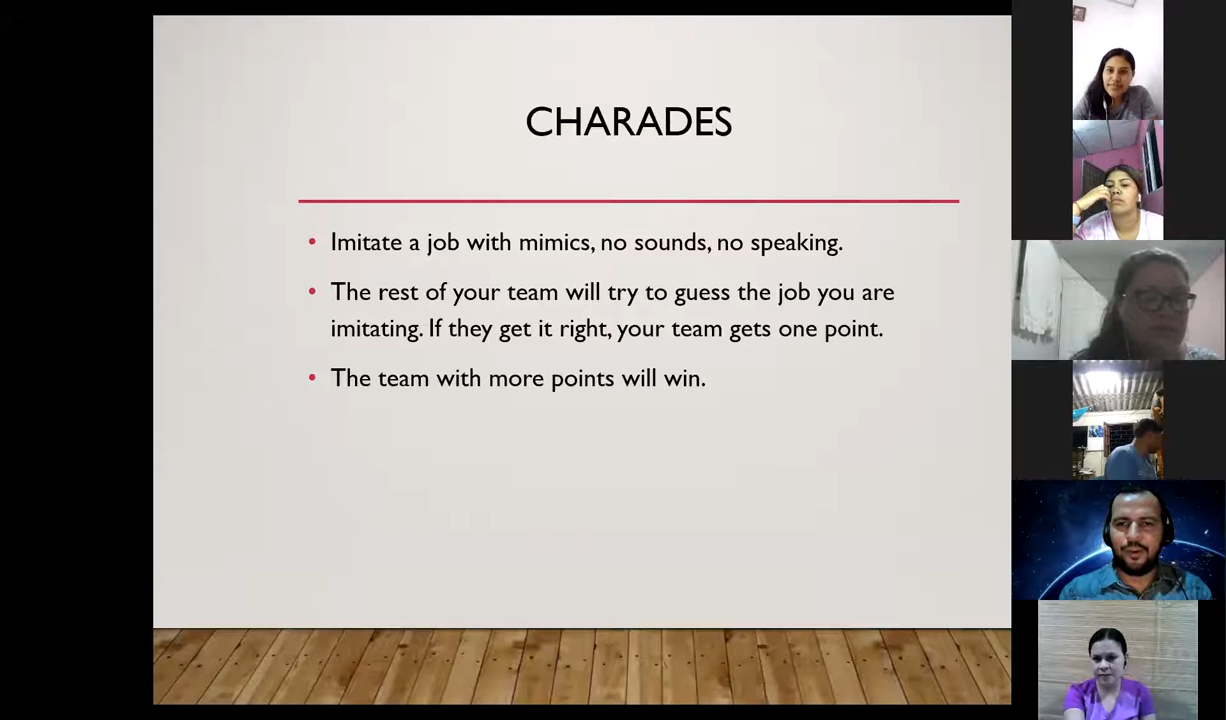 CHARADES
• Imitate a job with mimics, no sounds, no speaking.
• The rest of your team will try to guess the job you are
imitating. If they get it right, your team gets one point.
• The team with more points will win.